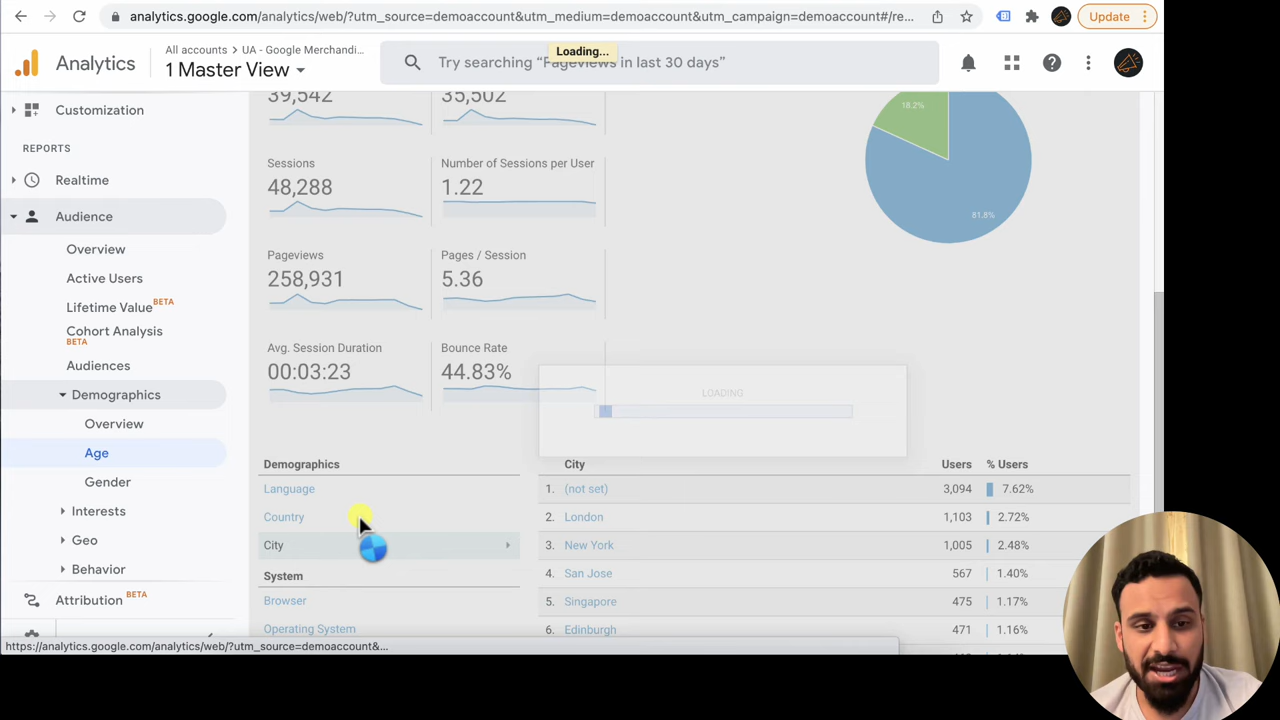 analytics.google.com/analytics/web/?utm_source=demoaccount&utm_medium=demoaccount&utm_campaign=demoaccount#/re...
Update
Analytics
All accounts > UA - Google Merchandi...
1 Master View
Try searching “Pageviews in last 30 days”
Loading...
Customization
REPORTS
Realtime
Audience
Overview
Active Users
Lifetime Value BETA
Cohort Analysis
BETA
Audiences
Demographics
Overview
Age
Gender
Interests
Geo
Behavior
Attribution BETA
39,542
35,502
Sessions
48,288
Number of Sessions per User
1.22
Pageviews
258,931
Pages / Session
5.36
Avg. Session Duration
00:03:23
Bounce Rate
44.83%
18.2%
81.8%
LOADING
Demographics
Language
Country
City
System
Browser
Operating System
City Users % Users
1. (not set) 3,094 7.62%
2. London 1,103 2.72%
3. New York 1,005 2.48%
4. San Jose 567 1.40%
5. Singapore 475 1.17%
6. Edinburgh 471 1.16%
https://analytics.google.com/analytics/web/?utm_source=demoaccount&...